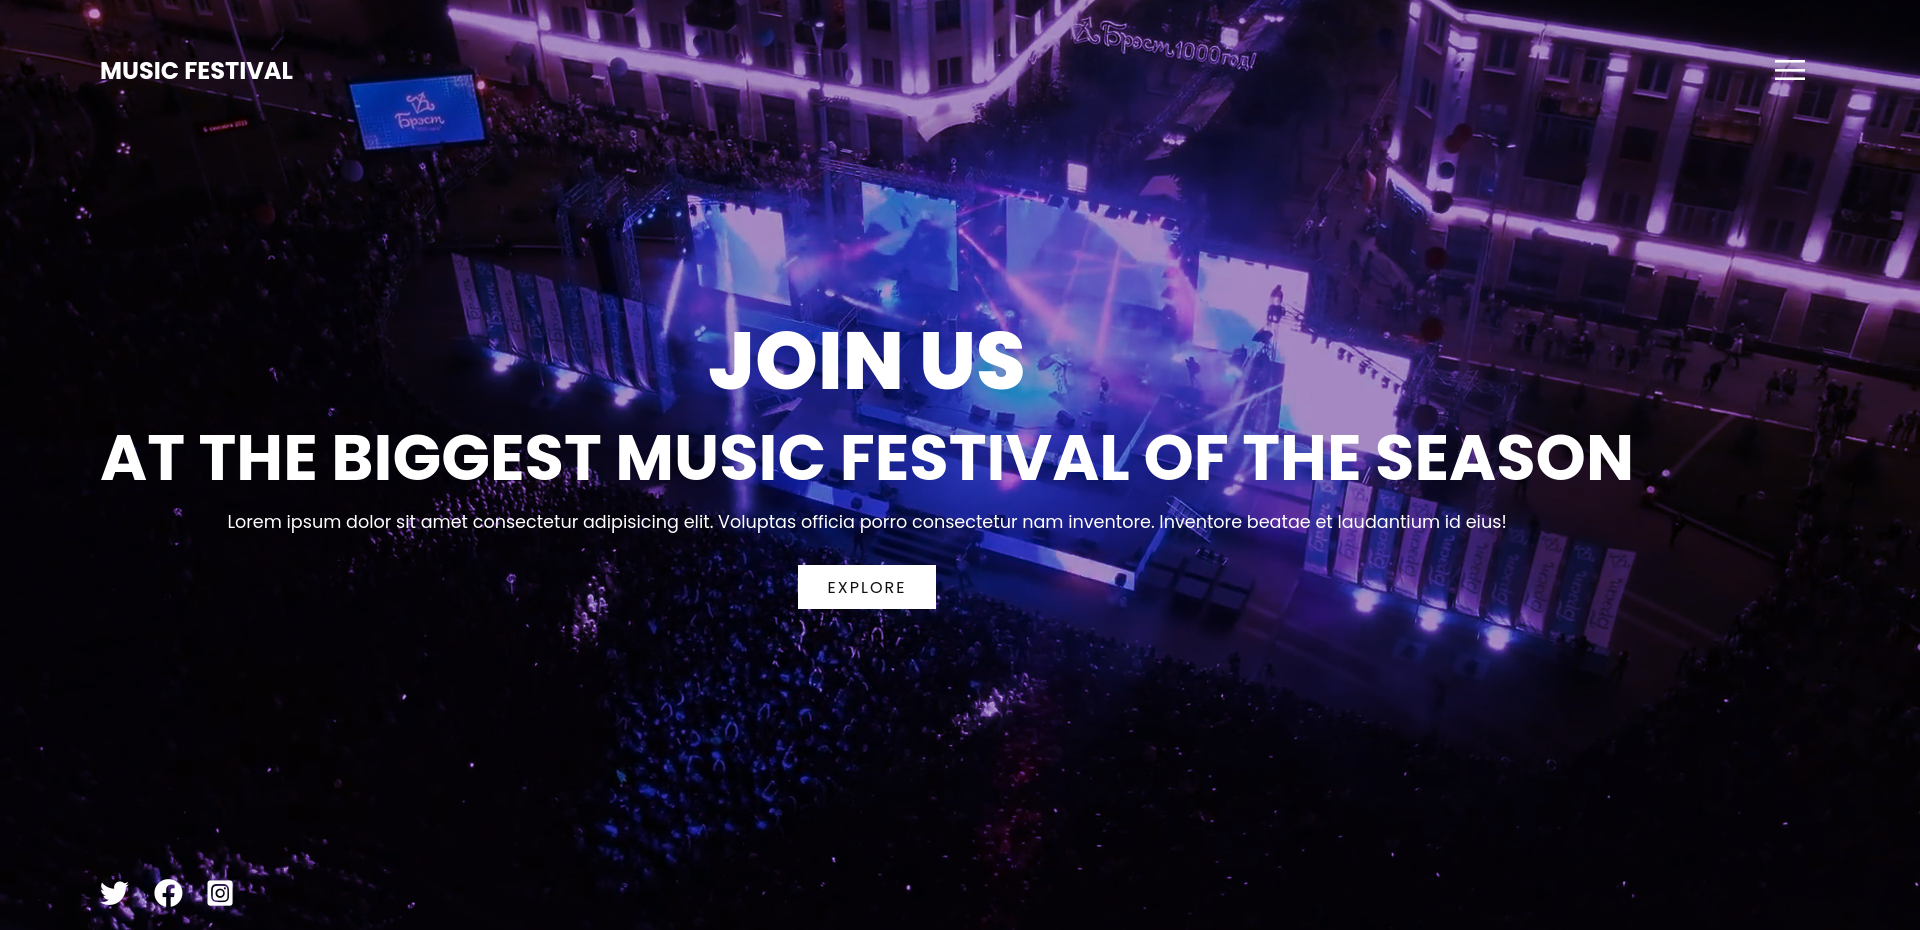 MUSIC FESTIVAL
Брэст 1000 год!
Брэст
JOIN US
AT THE BIGGEST MUSIC FESTIVAL OF THE SEASON
Lorem ipsum dolor sit amet consectetur adipisicing elit. Voluptas officia porro consectetur nam inventore. Inventore beatae et laudantium id eius!
EXPLORE